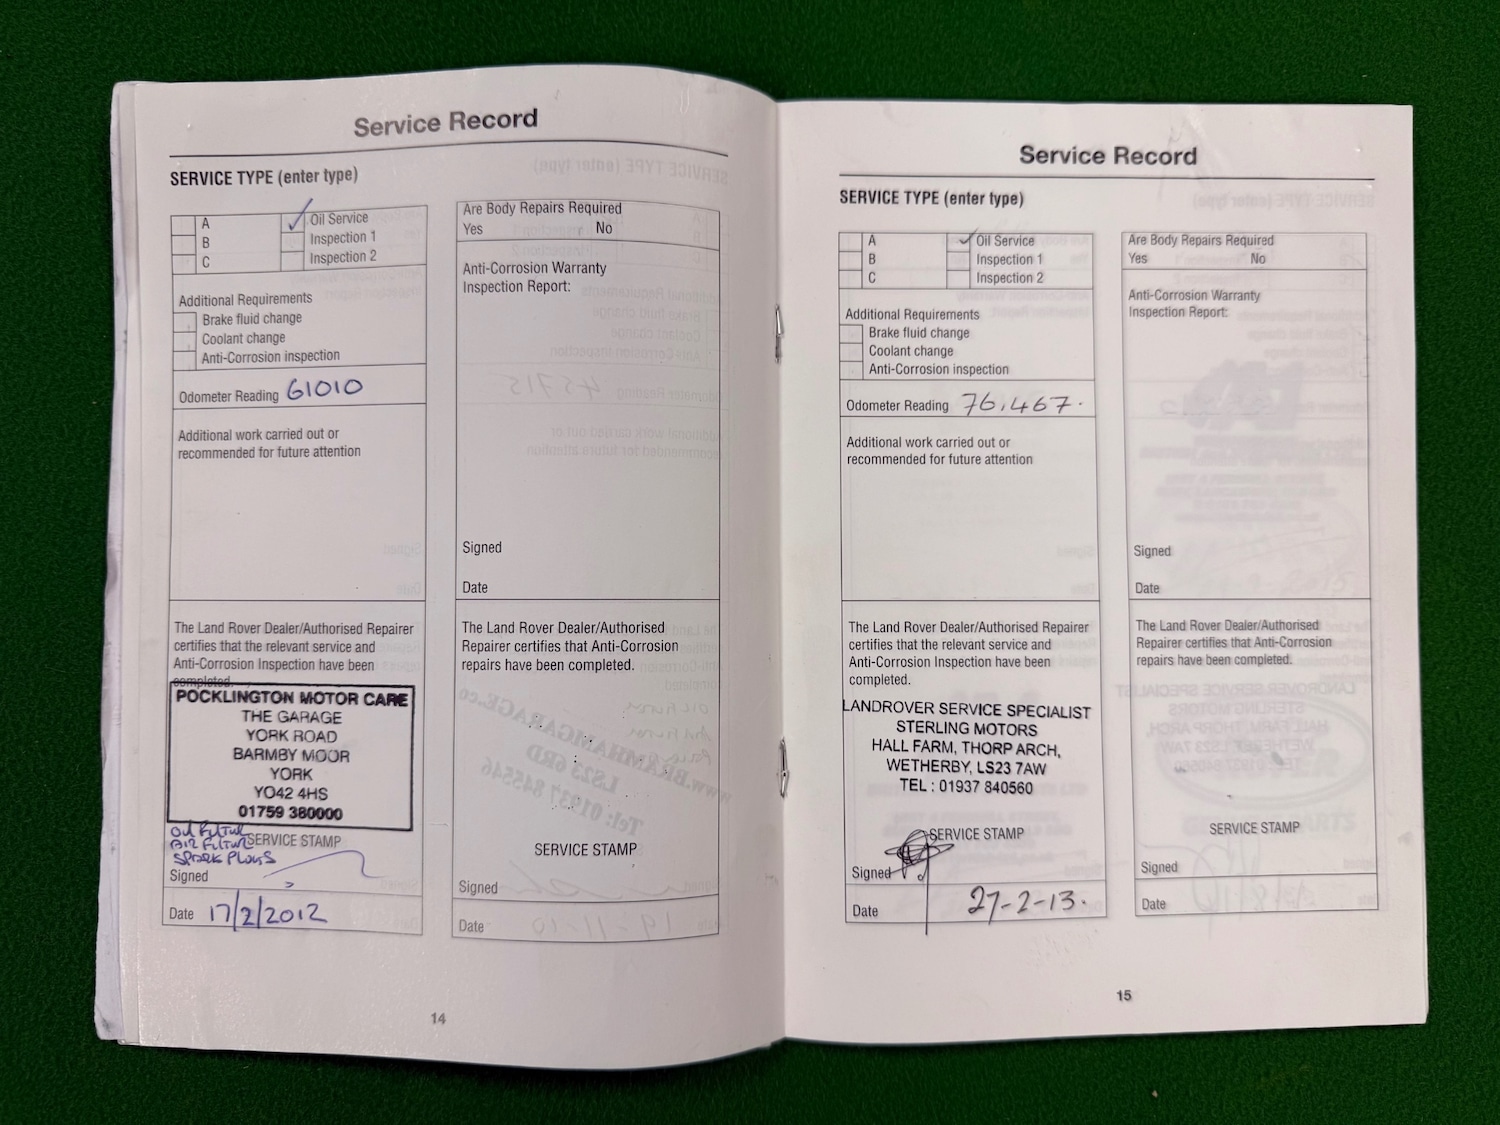 Service Record
SERVICE TYPE (enter type)
A
B
C
Oil Service
Inspection 1
Inspection 2
Additional Requirements
Brake fluid change
Coolant change
Anti-Corrosion inspection
Odometer Reading 61010
Additional work carried out or
recommended for future attention
The Land Rover Dealer/Authorised Repairer
certifies that the relevant service and
Anti-Corrosion Inspection have been
completed.
POCKLINGTON MOTOR CARE
THE GARAGE
YORK ROAD
BARMBY MOOR
YORK
YO42 4HS
01759 380000
SERVICE STAMP
SPARK PLUGS
Signed
Date 17/2/2012
Are Body Repairs Required
Yes No
Anti-Corrosion Warranty
Inspection Report:
Signed
Date
The Land Rover Dealer/Authorised
Repairer certifies that Anti-Corrosion
repairs have been completed.
SERVICE STAMP
Signed
Date
14
Service Record
SERVICE TYPE (enter type)
A
B
C
Oil Service
Inspection 1
Inspection 2
Additional Requirements
Brake fluid change
Coolant change
Anti-Corrosion inspection
Odometer Reading 76,467.
Additional work carried out or
recommended for future attention
The Land Rover Dealer/Authorised Repairer
certifies that the relevant service and
Anti-Corrosion Inspection have been
completed.
LANDROVER SERVICE SPECIALIST
STERLING MOTORS
HALL FARM, THORP ARCH,
WETHERBY, LS23 7AW
TEL : 01937 840560
SERVICE STAMP
Signed
Date 27-2-13.
Are Body Repairs Required
Yes No
Anti-Corrosion Warranty
Inspection Report:
Signed
Date
The Land Rover Dealer/Authorised
Repairer certifies that Anti-Corrosion
repairs have been completed.
SERVICE STAMP
Signed
Date
15